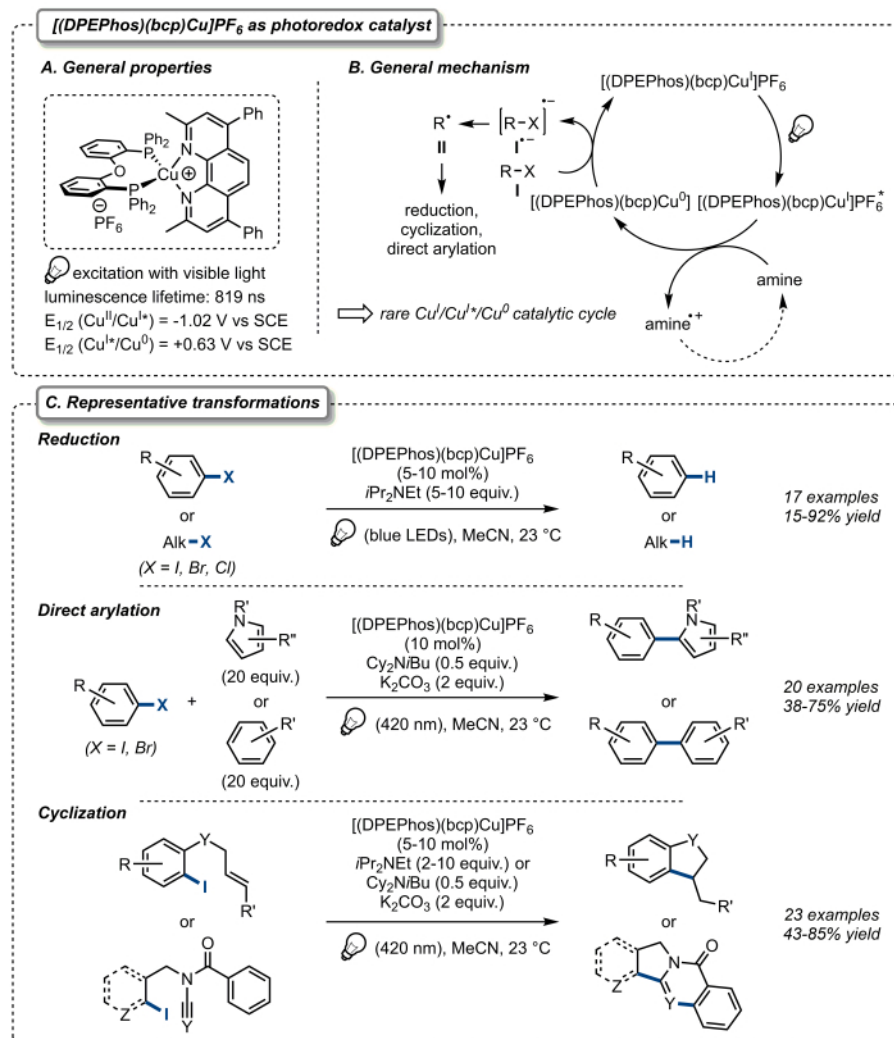 [(DPEPhos)(bcp)Cu]PF6 as photoredox catalyst
A. General properties
Ph
Ph2
P
N
O
Cu ⊕
P
N
Ph2
⊖
PF6
Ph
excitation with visible light
luminescence lifetime: 819 ns
E1/2 (CuII/CuI*) = -1.02 V vs SCE
E1/2 (CuI*/Cu0) = +0.63 V vs SCE
B. General mechanism
[(DPEPhos)(bcp)CuI]PF6
R• [R–X]•−
II I•−
R–X
I
reduction,
cyclization,
direct arylation
[(DPEPhos)(bcp)Cu0] [(DPEPhos)(bcp)CuI]PF6*
amine
amine•+
rare CuI/CuI*/Cu0 catalytic cycle
C. Representative transformations
Reduction
R
X
or
Alk–X
(X = I, Br, Cl)
[(DPEPhos)(bcp)Cu]PF6
(5-10 mol%)
iPr2NEt (5-10 equiv.)
(blue LEDs), MeCN, 23 °C
R
H
or
Alk–H
17 examples
15-92% yield
Direct arylation
R
X
(X = I, Br)
+
R'
N
R"
(20 equiv.)
or
R'
(20 equiv.)
[(DPEPhos)(bcp)Cu]PF6
(10 mol%)
Cy2NiBu (0.5 equiv.)
K2CO3 (2 equiv.)
(420 nm), MeCN, 23 °C
R'
R
N
R"
or
R
R'
20 examples
38-75% yield
Cyclization
Y
R
I
R'
or
O
N
Z
I
Y
[(DPEPhos)(bcp)Cu]PF6
(5-10 mol%)
iPr2NEt (2-10 equiv.) or
Cy2NiBu (0.5 equiv.)
K2CO3 (2 equiv.)
(420 nm), MeCN, 23 °C
Y
R
R'
or
O
N
Z
Y
23 examples
43-85% yield